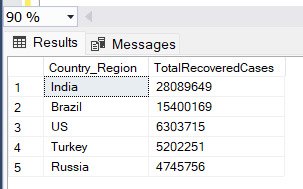 90 %
Results Messages
Country_Region TotalRecoveredCases
1 India 28089649
2 Brazil 15400169
3 US 6303715
4 Turkey 5202251
5 Russia 4745756